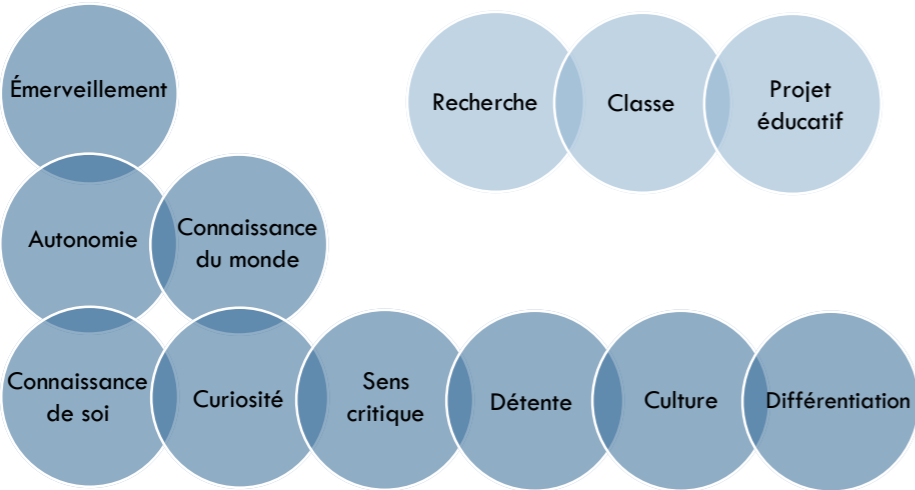 Émerveillement
Recherche
Classe
Projet
éducatif
Autonomie
Connaissance
du monde
Connaissance
de soi
Curiosité
Sens
critique
Détente
Culture
Différentiation